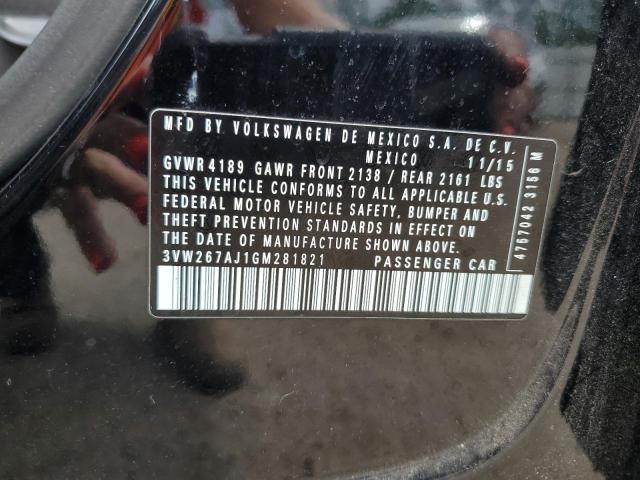 MFD BY VOLKSWAGEN DE MEXICO S.A. DE C.V.
MEXICO 11/15
GVWR 4189 GAWR FRONT 2138 / REAR 2161 LBS
THIS VEHICLE CONFORMS TO ALL APPLICABLE U.S.
FEDERAL MOTOR VEHICLE SAFETY, BUMPER AND
THEFT PREVENTION STANDARDS IN EFFECT ON
THE DATE OF MANUFACTURE SHOWN ABOVE.
3VW267AJ1GM281821 PASSENGER CAR
4767042 3156 M